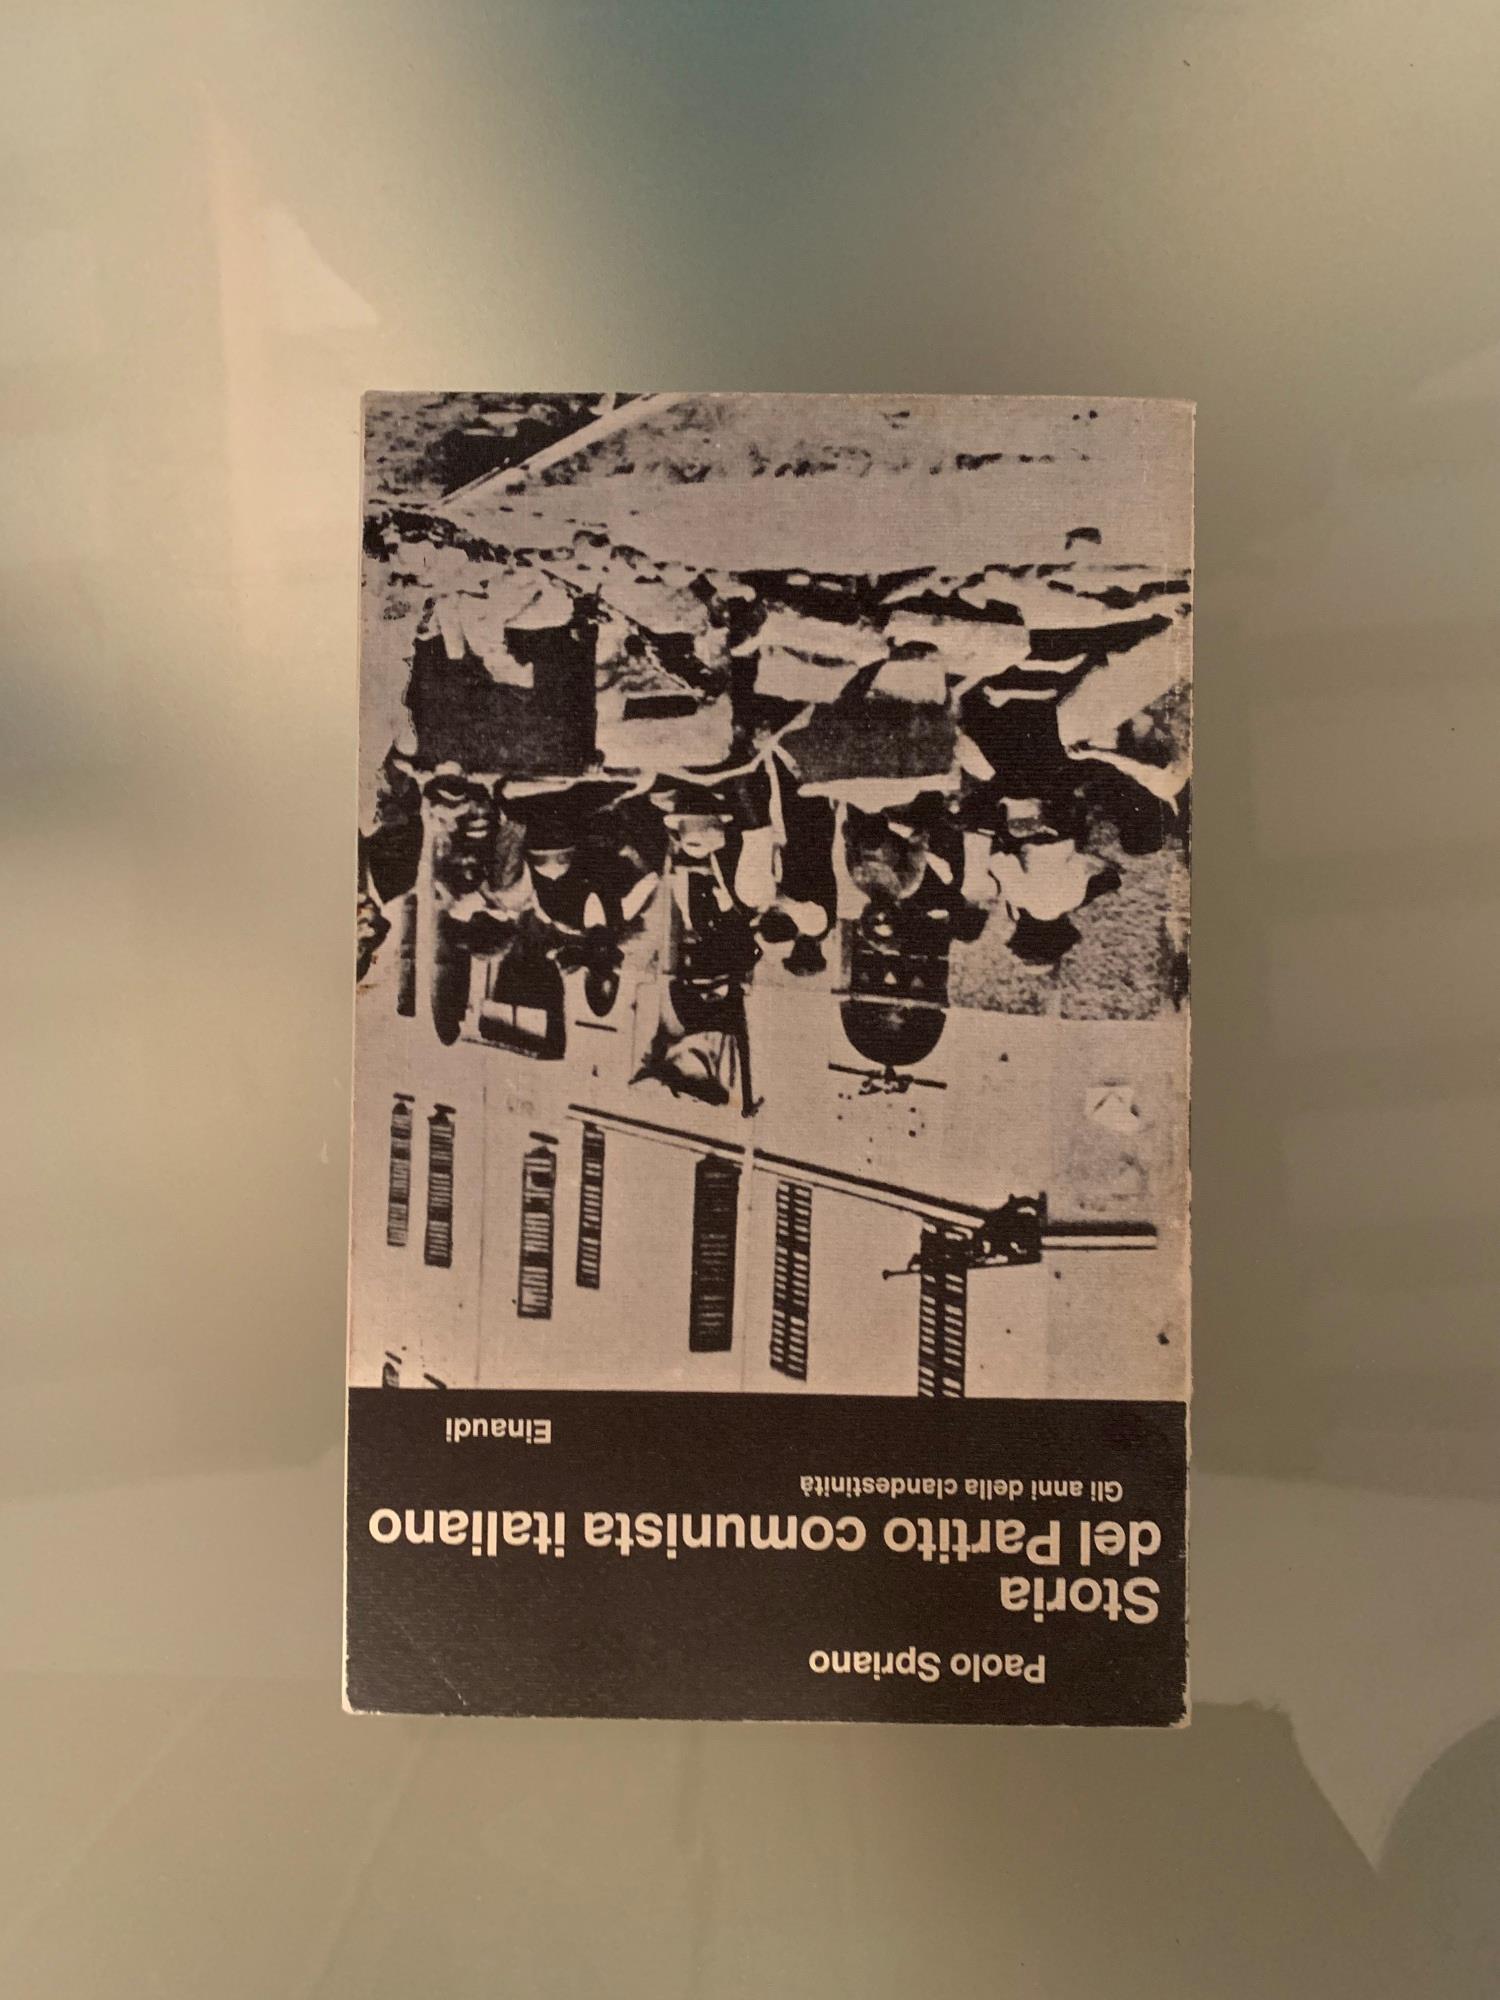 Paolo Spriano
Storia
del Partito comunista italiano
Gli anni della clandestinità
Einaudi